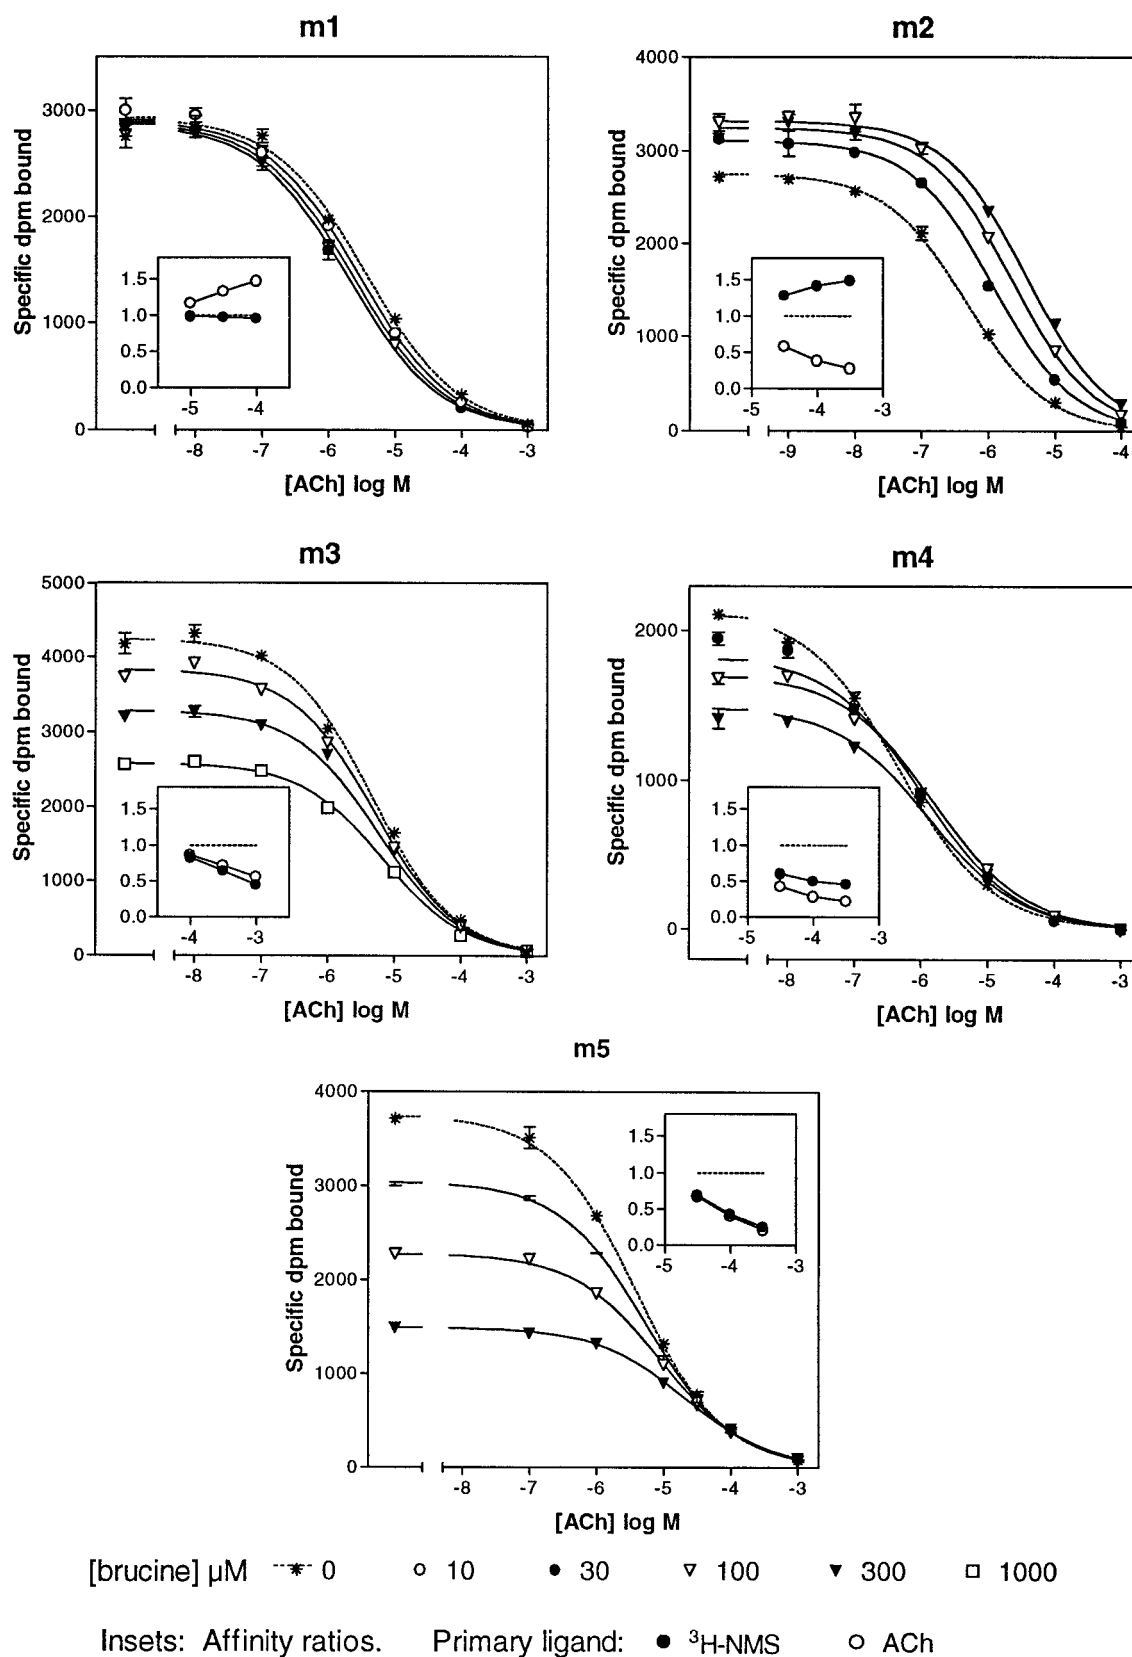 m1
Specific dpm bound
3000
2000
1000
0
1.5
1.0
0.5
0.0
-5 -4
-8 -7 -6 -5 -4 -3
[ACh] log M
m2
Specific dpm bound
4000
3000
2000
1000
0
1.5
1.0
0.5
0.0
-5 -4 -3
-9 -8 -7 -6 -5 -4
[ACh] log M
m3
Specific dpm bound
5000
4000
3000
2000
1000
0
1.5
1.0
0.5
0.0
-4 -3
-8 -7 -6 -5 -4 -3
[ACh] log M
m4
Specific dpm bound
2000
1000
0
1.5
1.0
0.5
0.0
-5 -4 -3
-8 -7 -6 -5 -4 -3
[ACh] log M
m5
Specific dpm bound
4000
3000
2000
1000
0
1.5
1.0
0.5
0.0
-5 -4 -3
-8 -7 -6 -5 -4 -3
[ACh] log M
[brucine] µM 0 10 30 100 300 1000
Insets: Affinity ratios. Primary ligand: ³H-NMS ACh